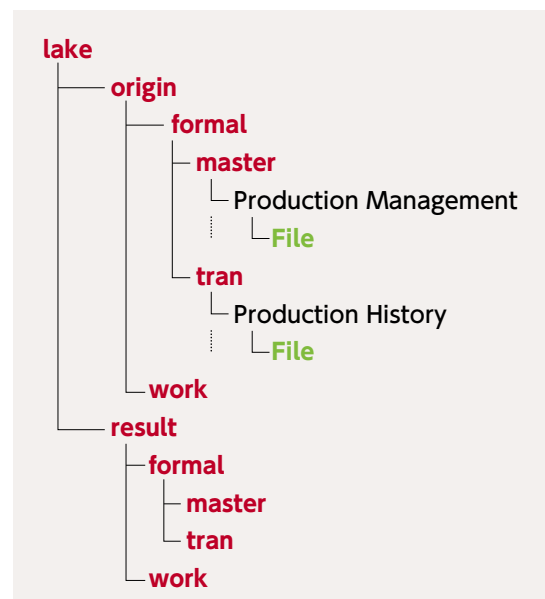 lake
origin
formal
master
Production Management
File
tran
Production History
File
work
result
formal
master
tran
work